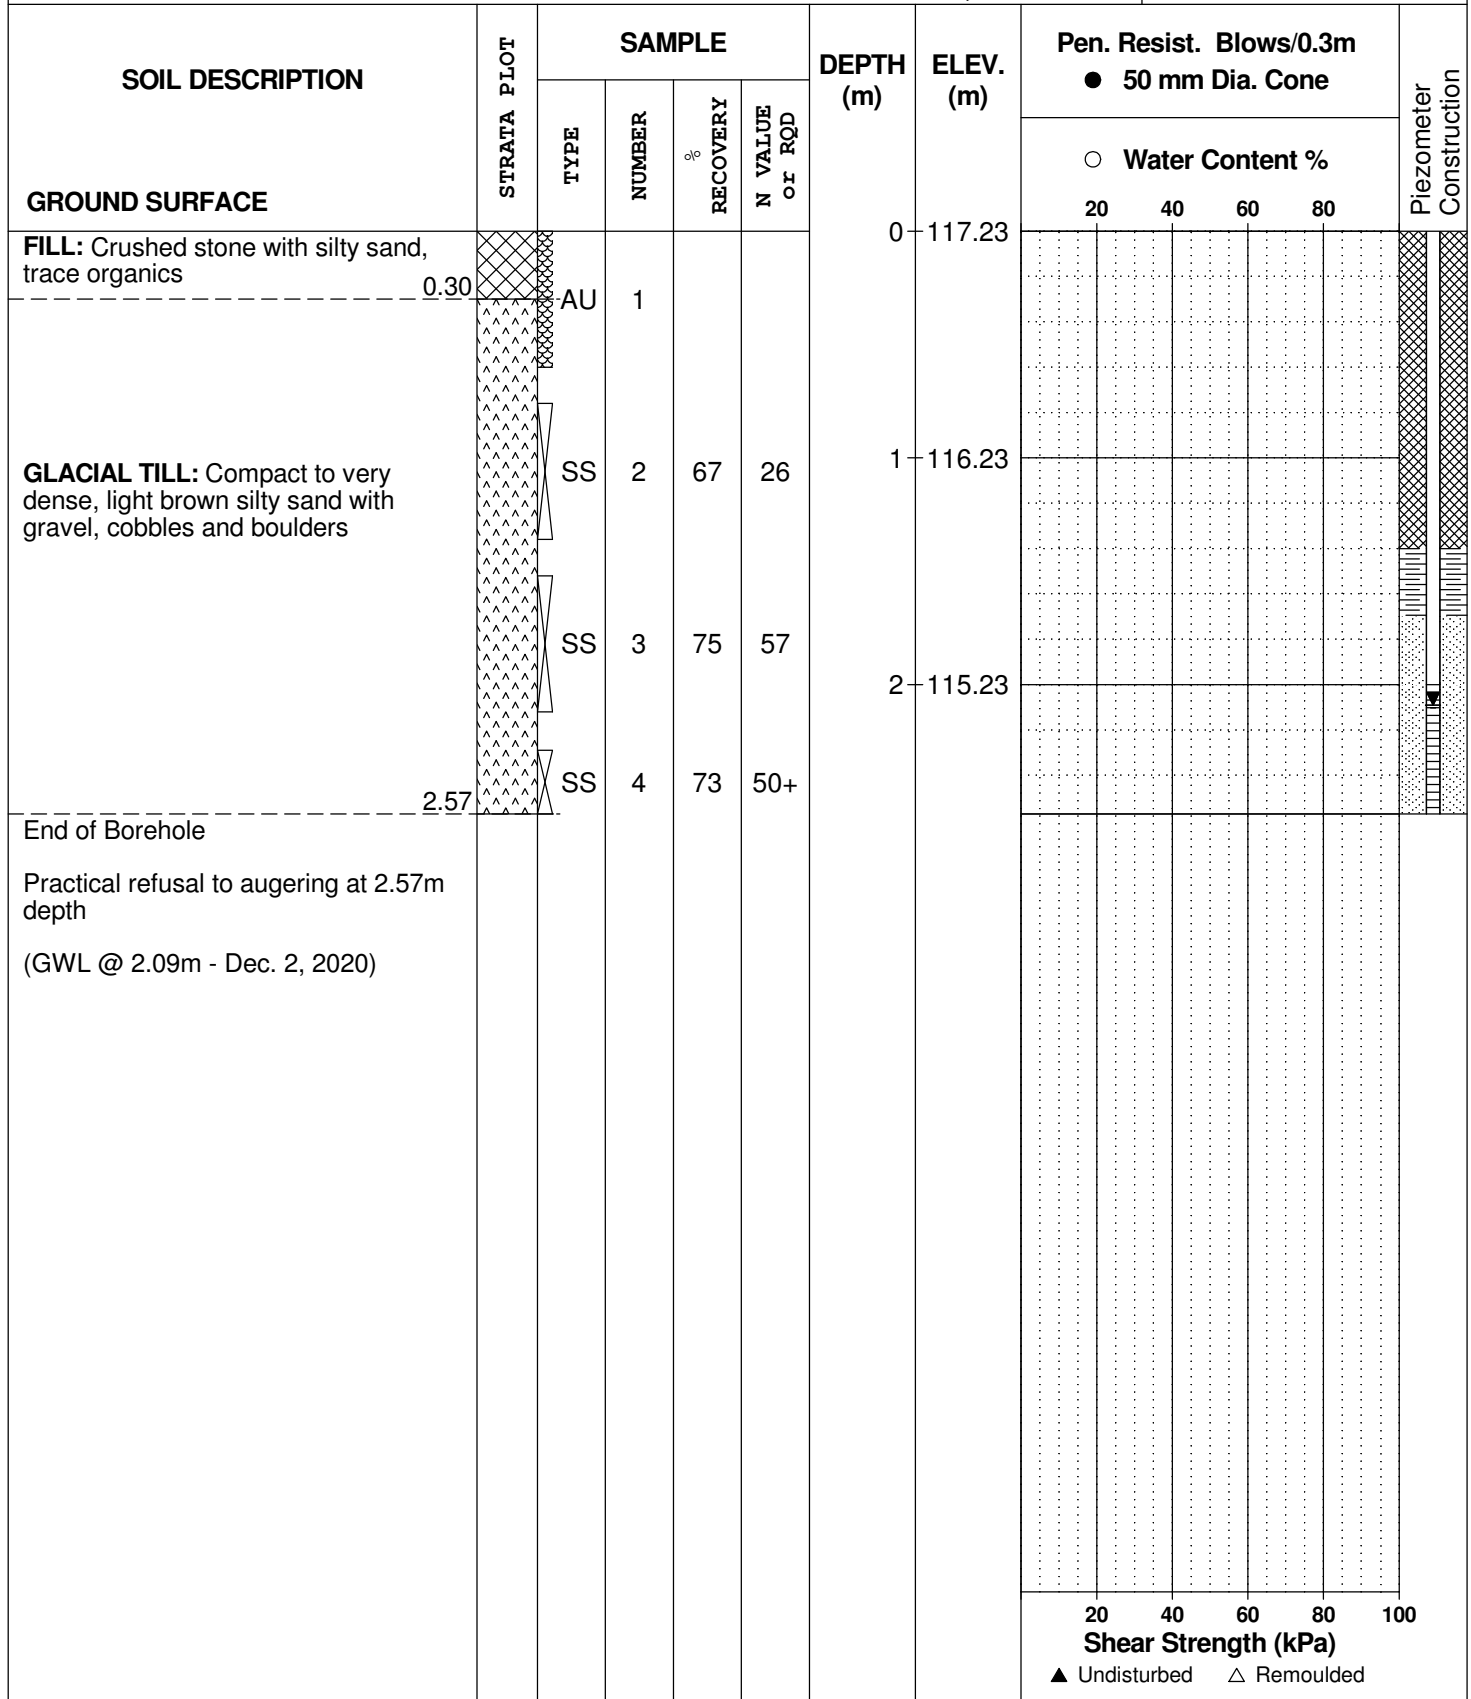 SOIL DESCRIPTION
GROUND SURFACE
STRATA PLOT
SAMPLE
TYPE
NUMBER
% RECOVERY
N VALUE or RQD
DEPTH (m)
ELEV. (m)
Pen. Resist. Blows/0.3m
● 50 mm Dia. Cone
○ Water Content %
20 40 60 80
Piezometer Construction
0 117.23
FILL: Crushed stone with silty sand,
trace organics
0.30
AU 1
GLACIAL TILL: Compact to very
dense, light brown silty sand with
gravel, cobbles and boulders
SS 2 67 26
1 116.23
SS 3 75 57
2 115.23
SS 4 73 50+
2.57
End of Borehole
Practical refusal to augering at 2.57m
depth
(GWL @ 2.09m - Dec. 2, 2020)
20 40 60 80 100
Shear Strength (kPa)
▲ Undisturbed △ Remoulded